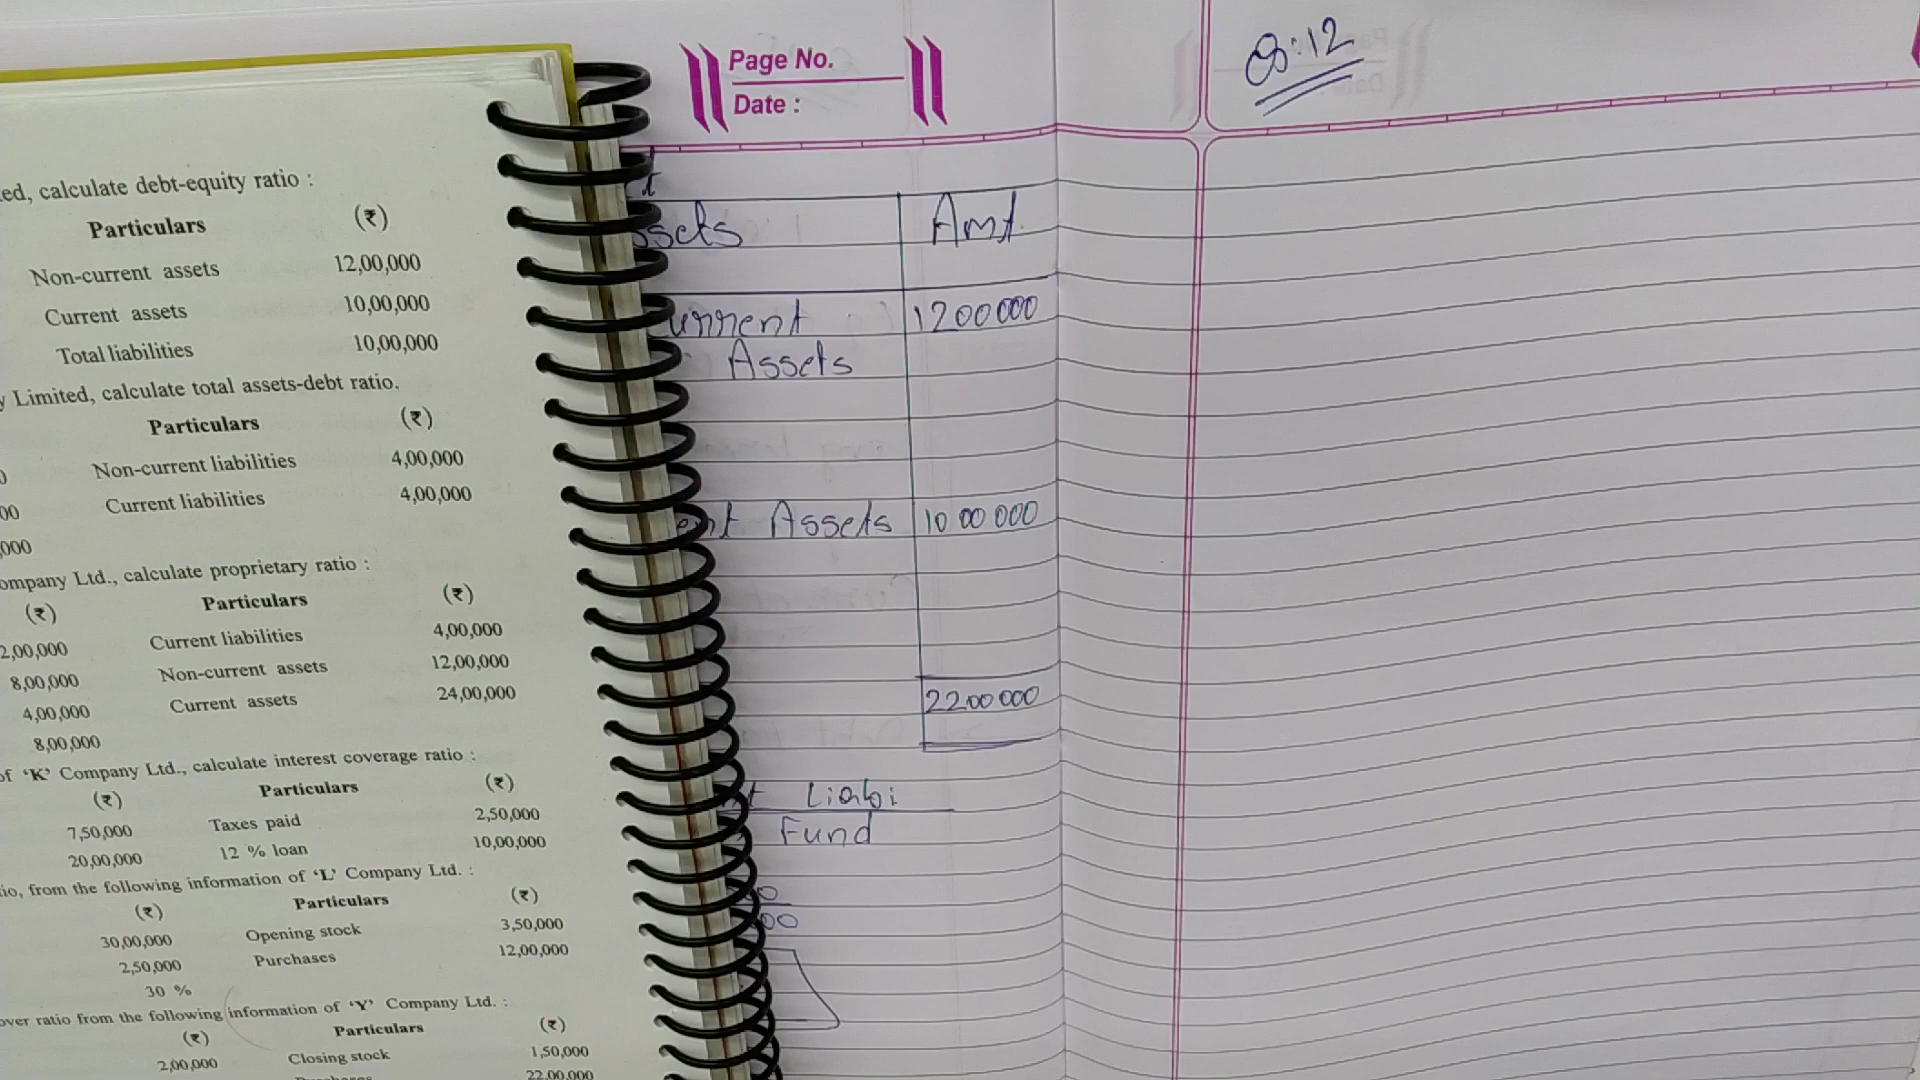 calculate debt-equity ratio :
Particulars (₹)
Non-current assets 12,00,000
Current assets 10,00,000
Total liabilities 10,00,000
Limited, calculate total assets-debt ratio.
Particulars (₹)
Non-current liabilities 4,00,000
00 Current liabilities 4,00,000
000
ompany Ltd., calculate proprietary ratio :
(₹) Particulars (₹)
2,00,000 Current liabilities 4,00,000
8,00,000 Non-current assets 12,00,000
4,00,000 Current assets 24,00,000
8,00,000
of 'K' Company Ltd., calculate interest coverage ratio :
(₹) Particulars (₹)
7,50,000 Taxes paid 2,50,000
20,00,000 12 % loan 10,00,000
io, from the following information of 'L' Company Ltd. :
(₹) Particulars (₹)
30,00,000 Opening stock 3,50,000
2,50,000 Purchases 12,00,000
30 %
over ratio from the following information of 'Y' Company Ltd. :
(₹) Particulars (₹)
2,00,000 Closing stock 1,50,000
22,00,000
Page No.
Date :
ssets Amt.
urrent 1200000
Assets
ent Assets 1000000
2200000
Liabi
Fund
00
Q:12